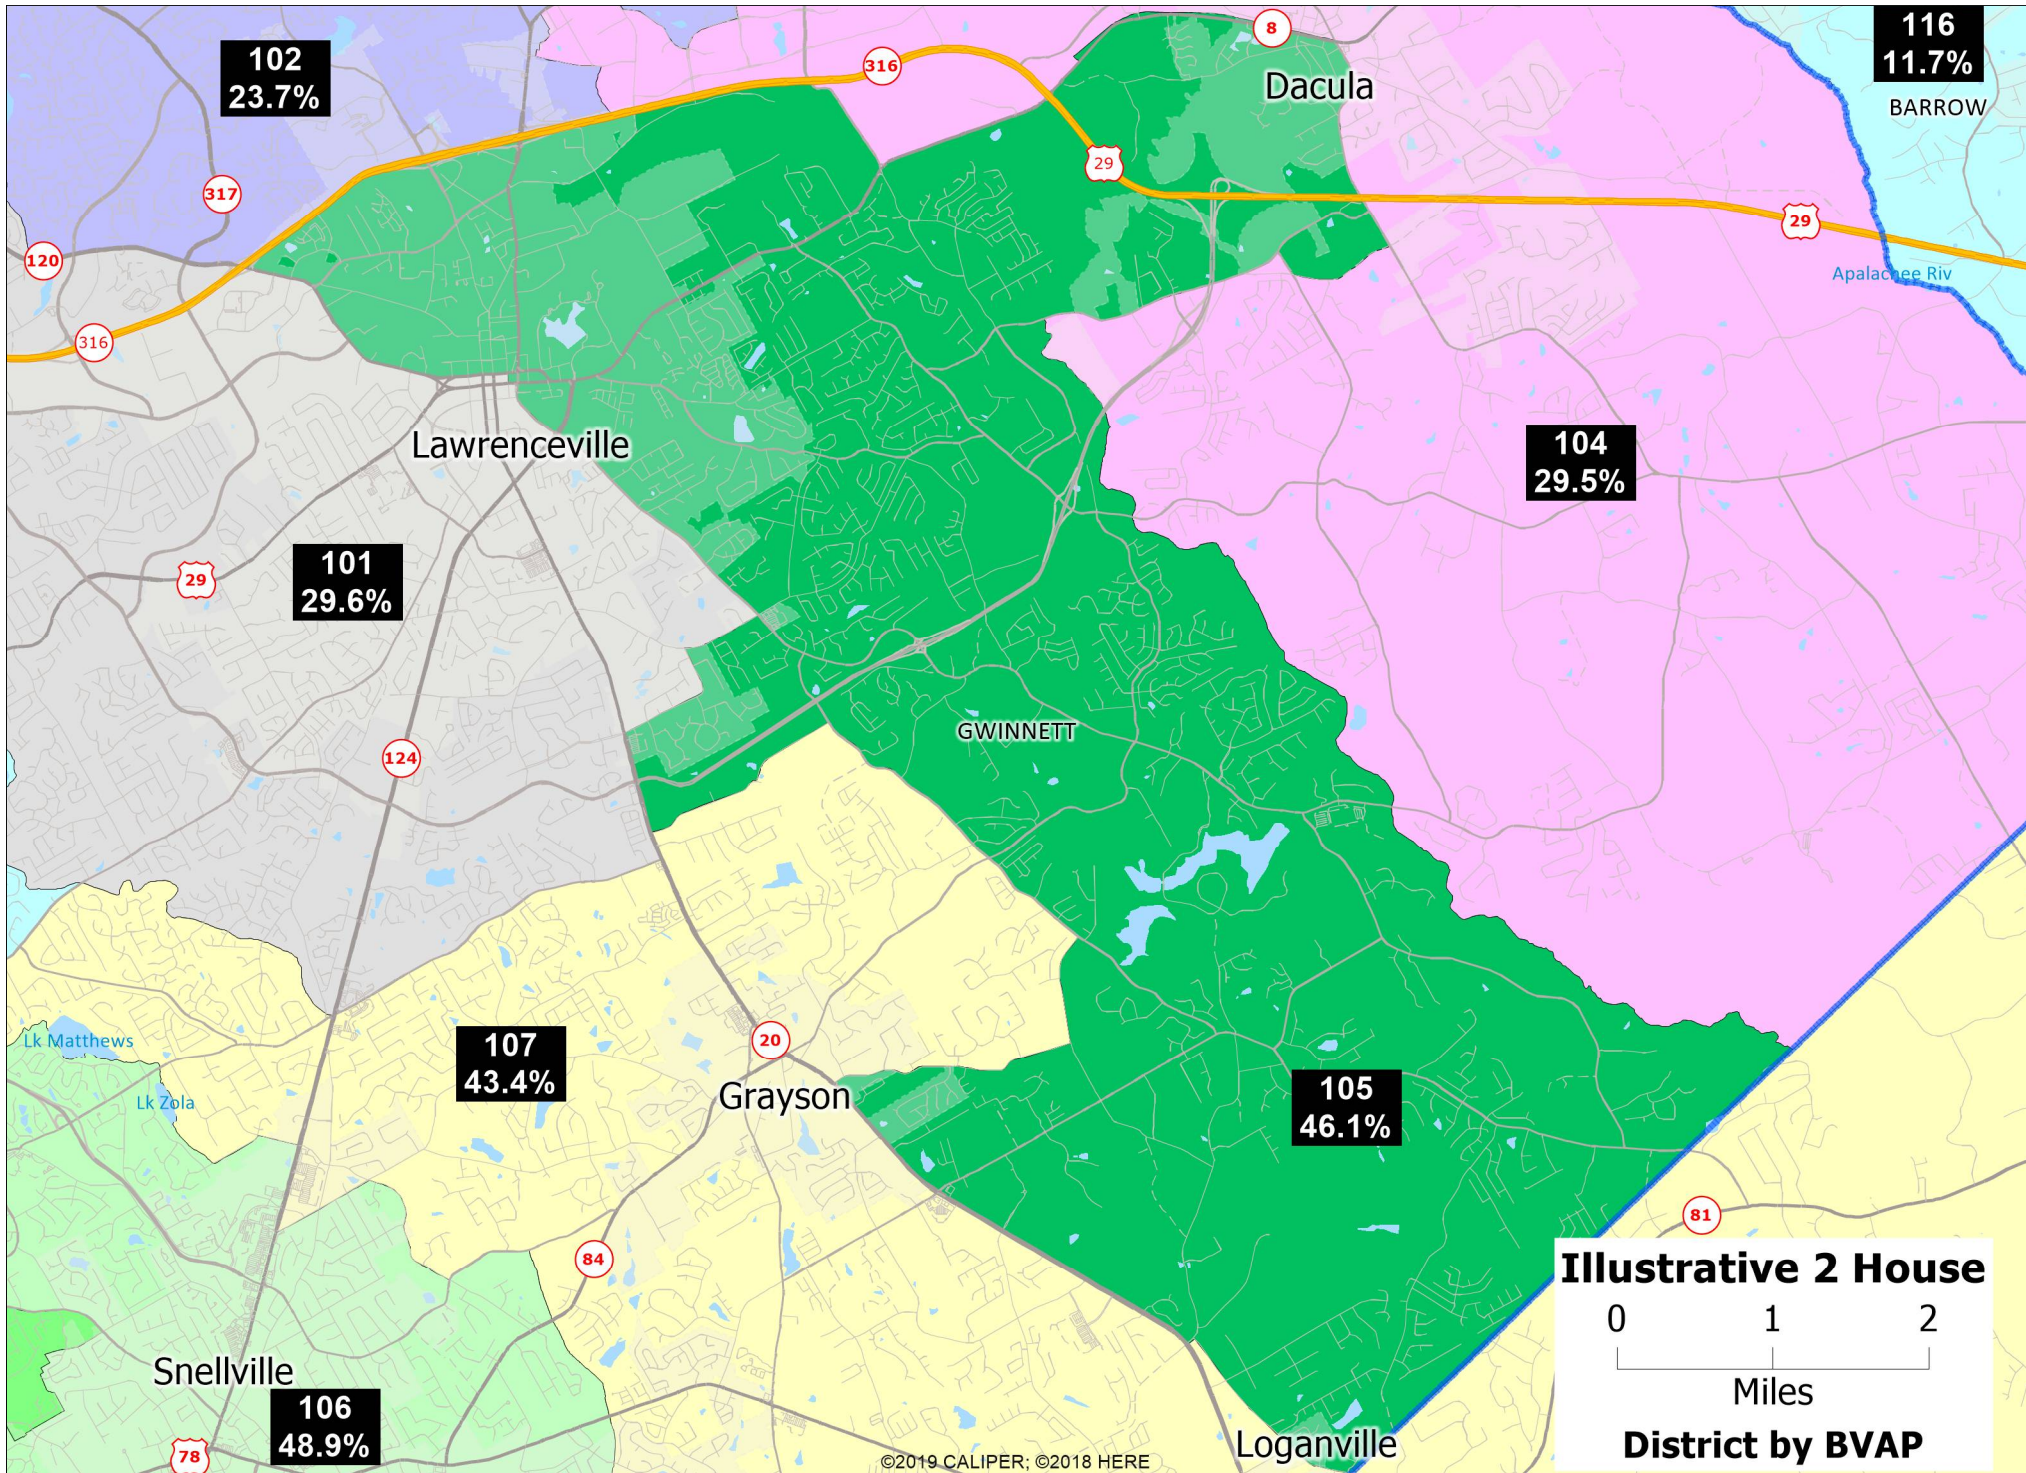 8
116
11.7%
BARROW
102
23.7%
316
Dacula
29
317
29
120
Apalachee Riv
316
Lawrenceville
104
29.5%
101
29.6%
29
GWINNETT
124
Lk Matthews
107
43.4%
20
Grayson
105
46.1%
Lk Zola
81
84
Illustrative 2 House
0 1 2
Miles
District by BVAP
Snellville
106
48.9%
78
Loganville
©2019 CALIPER; ©2018 HERE